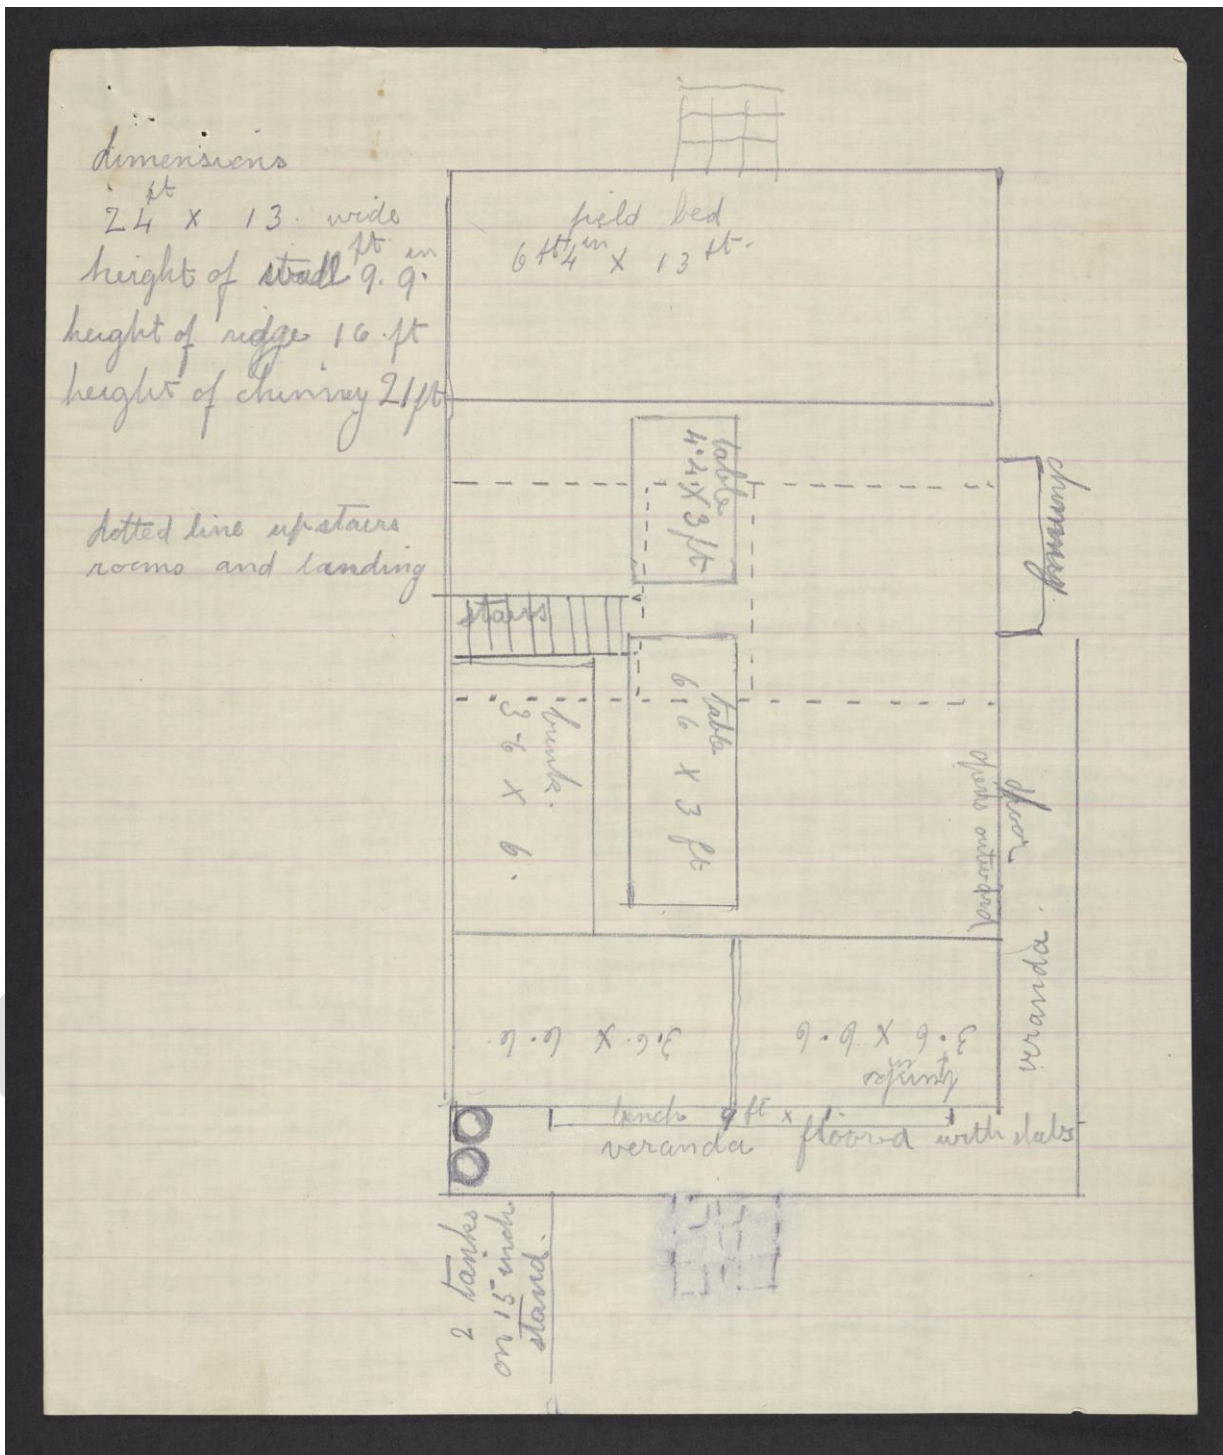 dimensions
24 ft x 13. wide
height of wall 9. ft 9. in
height of ridge 16 ft
height of chimney 21 ft
field bed
6 ft 4 in x 13 ft.
table
4.4 x 3 ft
chimney
dotted line upstairs
rooms and landing
stairs
bunk.
3 6 x 6.
table
6.6 x 3 ft
door
opens outward
veranda.
3.6. x 6.6.
3.6 x 6.6
bunks
bench 9 ft x
veranda floored with slabs
2 tanks
on 15 inch
stand.